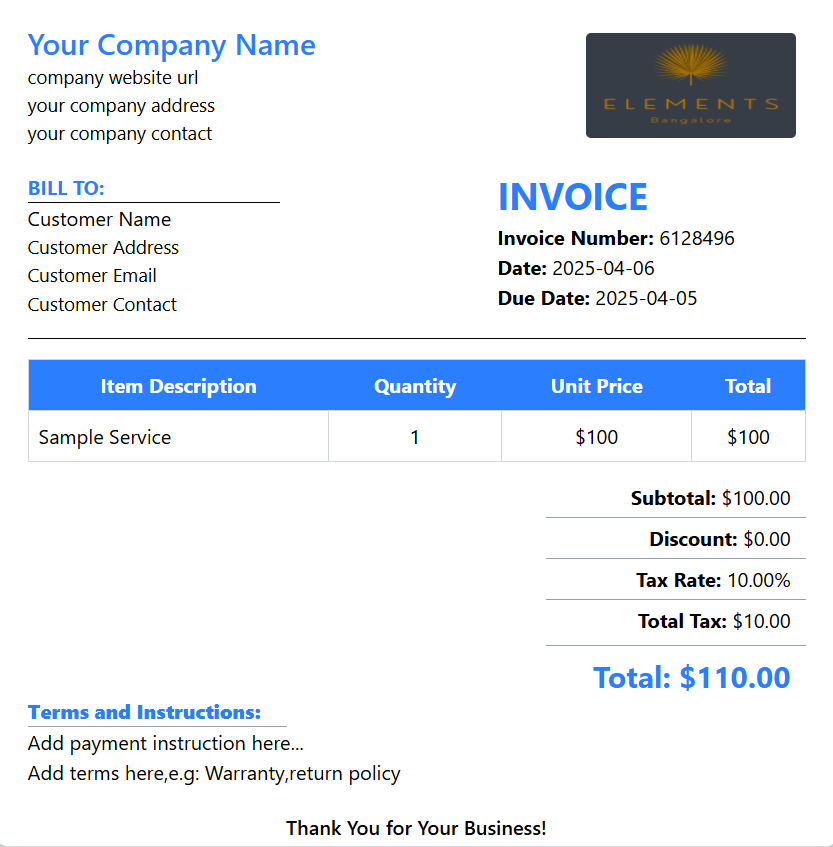 Your Company Name
company website url
your company address
your company contact
ELEMENTS
Bangalore
BILL TO:
Customer Name
Customer Address
Customer Email
Customer Contact
INVOICE
Invoice Number: 6128496
Date: 2025-04-06
Due Date: 2025-04-05
Item Description Quantity Unit Price Total
Sample Service 1 $100 $100
Subtotal: $100.00
Discount: $0.00
Tax Rate: 10.00%
Total Tax: $10.00
Total: $110.00
Terms and Instructions:
Add payment instruction here...
Add terms here,e.g: Warranty,return policy
Thank You for Your Business!